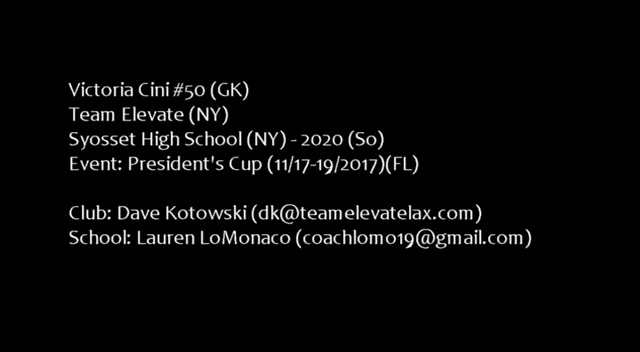 Victoria Cini #50 (GK)
Team Elevate (NY)
Syosset High School (NY) - 2020 (So)
Event: President's Cup (11/17-19/2017)(FL)
Club: Dave Kotowski (dk@teamelevatelax.com)
School: Lauren LoMonaco (coachlomo19@gmail.com)